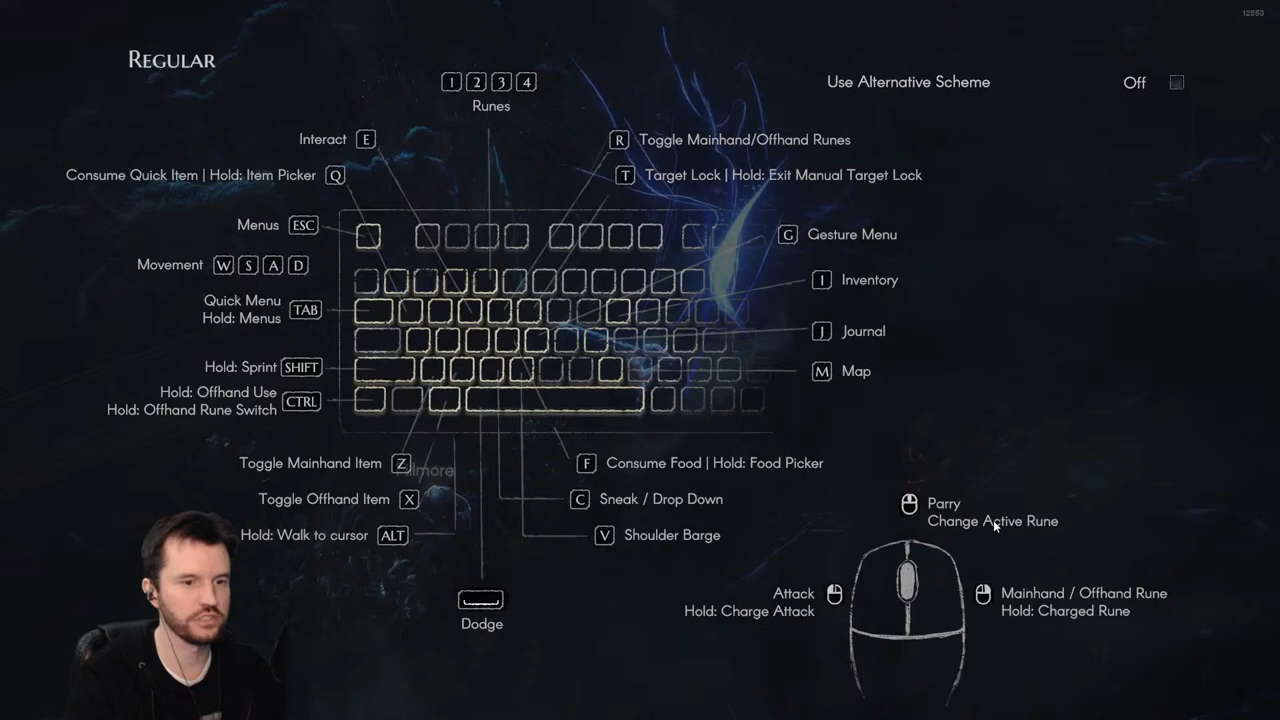 12553
REGULAR
1 2 3 4
Runes
Use Alternative Scheme
Off
Interact E
R Toggle Mainhand/Offhand Runes
Consume Quick Item | Hold: Item Picker Q
T Target Lock | Hold: Exit Manual Target Lock
Menus ESC
G Gesture Menu
Movement W S A D
I Inventory
Quick Menu
Hold: Menus TAB
J Journal
Hold: Sprint SHIFT
M Map
Hold: Offhand Use
Hold: Offhand Rune Switch CTRL
Toggle Mainhand Item Z
F Consume Food | Hold: Food Picker
Toggle Offhand Item X
C Sneak / Drop Down
Hold: Walk to cursor ALT
V Shoulder Barge
Dodge
Parry
Change Active Rune
Attack
Hold: Charge Attack
Mainhand / Offhand Rune
Hold: Charged Rune